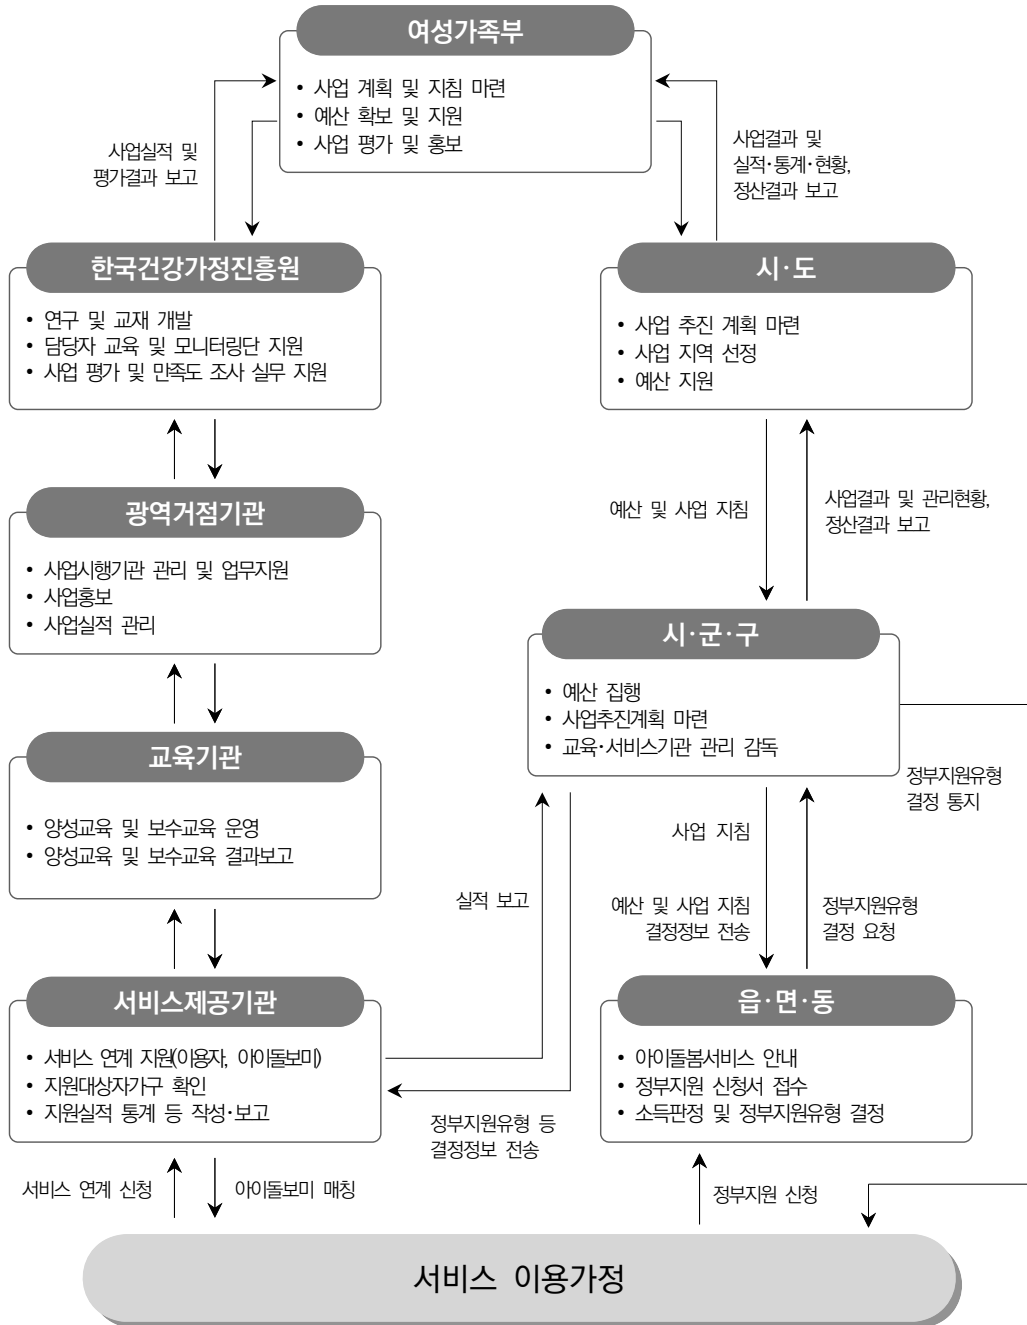 여성가족부
• 사업 계획 및 지침 마련
• 예산 확보 및 지원
• 사업 평가 및 홍보
사업실적 및
평가결과 보고
사업결과 및
실적·통계·현황,
정산결과 보고
한국건강가정진흥원
• 연구 및 교재 개발
• 담당자 교육 및 모니터링단 지원
• 사업 평가 및 만족도 조사 실무 지원
시·도
• 사업 추진 계획 마련
• 사업 지역 선정
• 예산 지원
광역거점기관
• 사업시행기관 관리 및 업무지원
• 사업홍보
• 사업실적 관리
예산 및 사업 지침
사업결과 및 관리현황,
정산결과 보고
시·군·구
• 예산 집행
• 사업추진계획 마련
• 교육·서비스기관 관리 감독
교육기관
• 양성교육 및 보수교육 운영
• 양성교육 및 보수교육 결과보고
정부지원유형
결정 통지
사업 지침
실적 보고
예산 및 사업 지침
결정정보 전송
정부지원유형
결정 요청
서비스제공기관
• 서비스 연계 지원(이용자, 아이돌보미)
• 지원대상자가구 확인
• 지원실적 통계 등 작성·보고
정부지원유형 등
결정정보 전송
읍·면·동
• 아이돌봄서비스 안내
• 정부지원 신청서 접수
• 소득판정 및 정부지원유형 결정
서비스 연계 신청
아이돌보미 매칭
정부지원 신청
서비스 이용가정